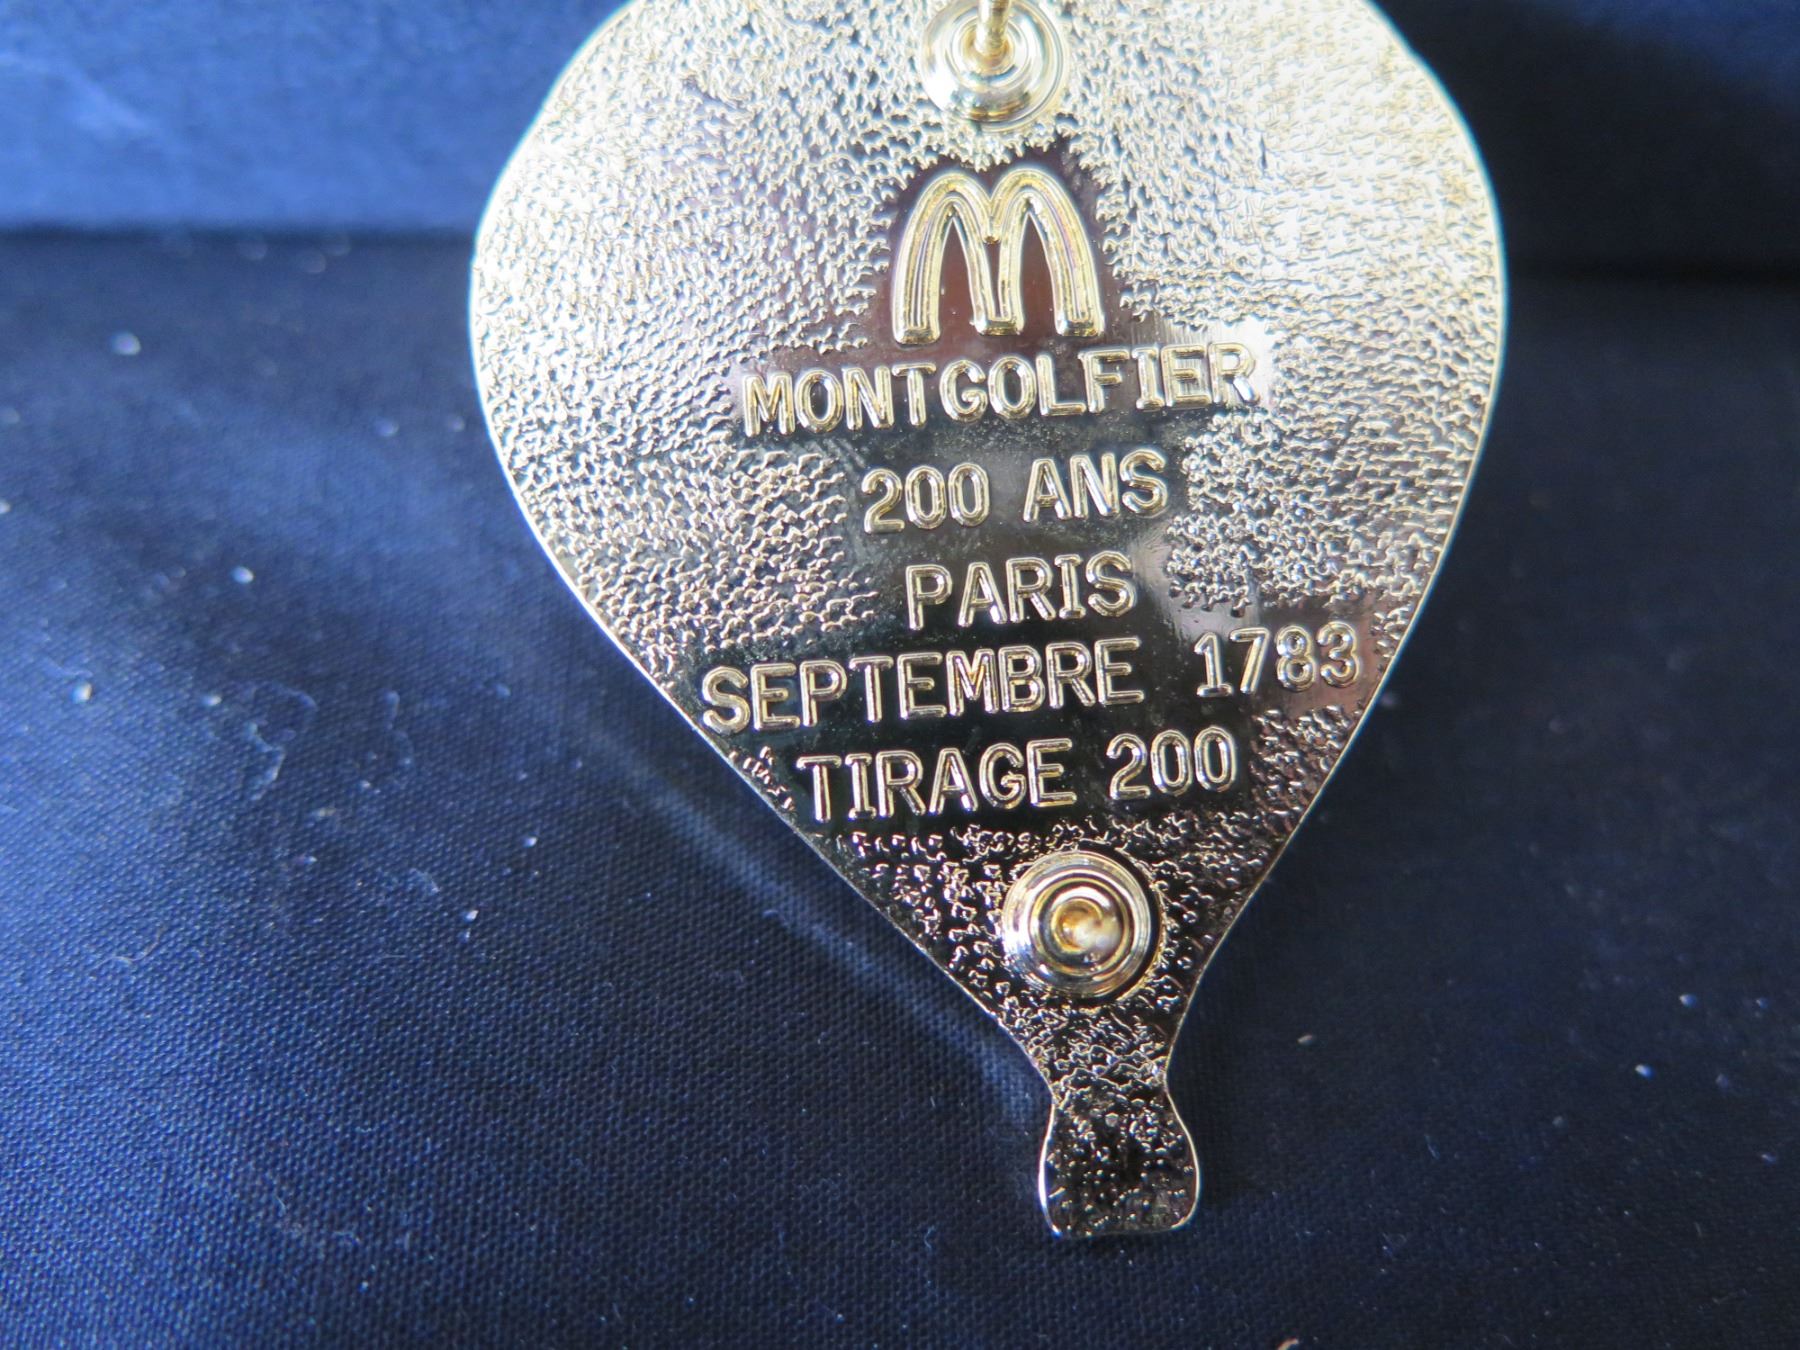 M
MONTGOLFIER
200 ANS
PARIS
SEPTEMBRE 1783
TIRAGE 200